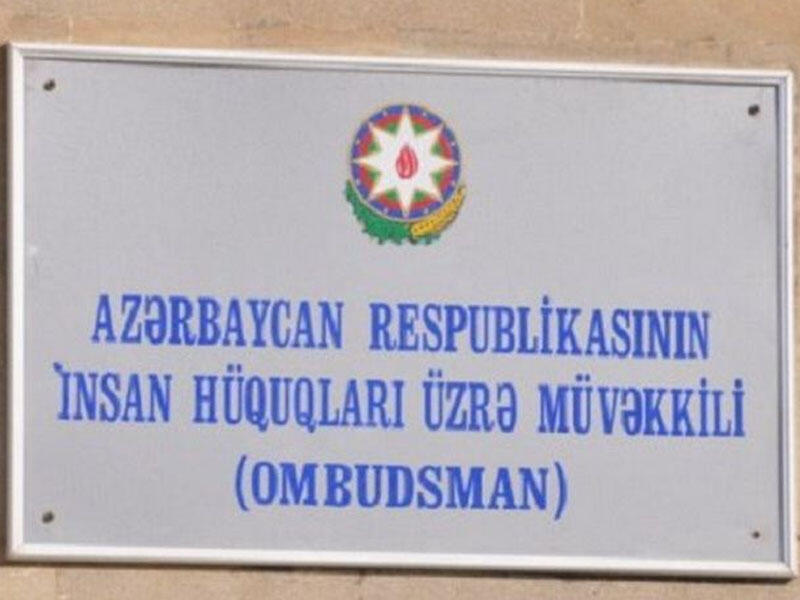 AZƏRBAYCAN RESPUBLİKASININ
İNSAN HÜQUQLARI ÜZRƏ MÜVƏKKİLİ
(OMBUDSMAN)